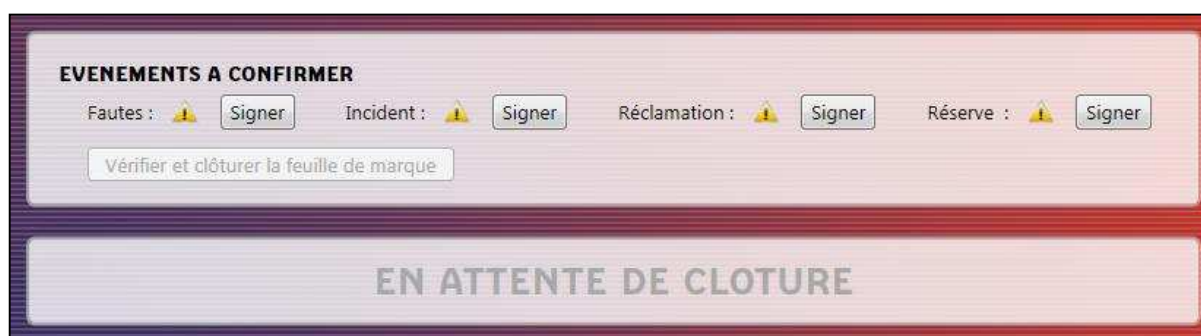 EVENEMENTS A CONFIRMER
Fautes : Signer Incident : Signer Réclamation : Signer Réserve : Signer
Vérifier et clôturer la feuille de marque
EN ATTENTE DE CLOTURE